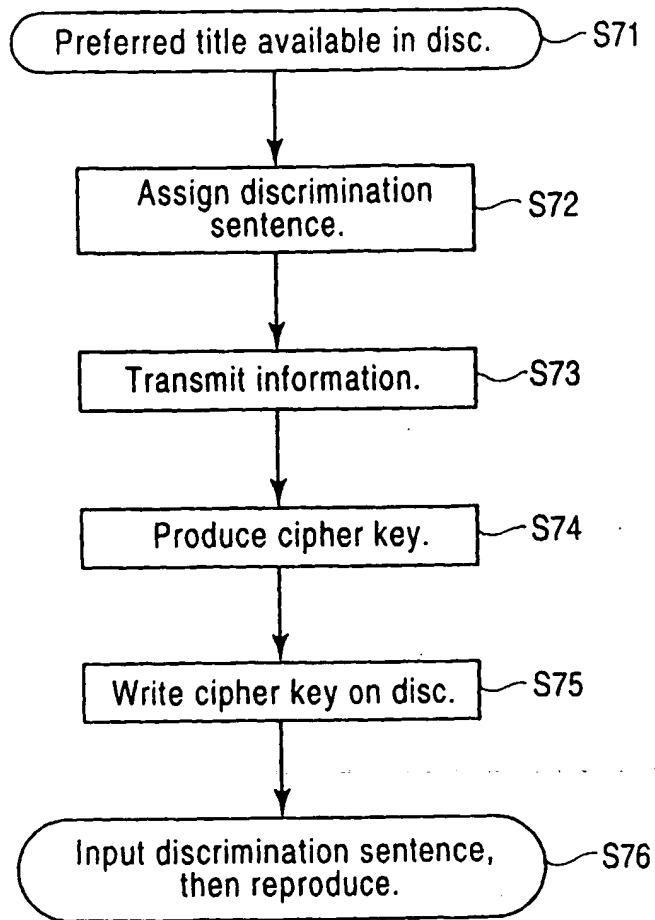 Preferred title available in disc. S71
Assign discrimination
sentence. S72
Transmit information. S73
Produce cipher key. S74
Write cipher key on disc. S75
Input discrimination sentence,
then reproduce. S76